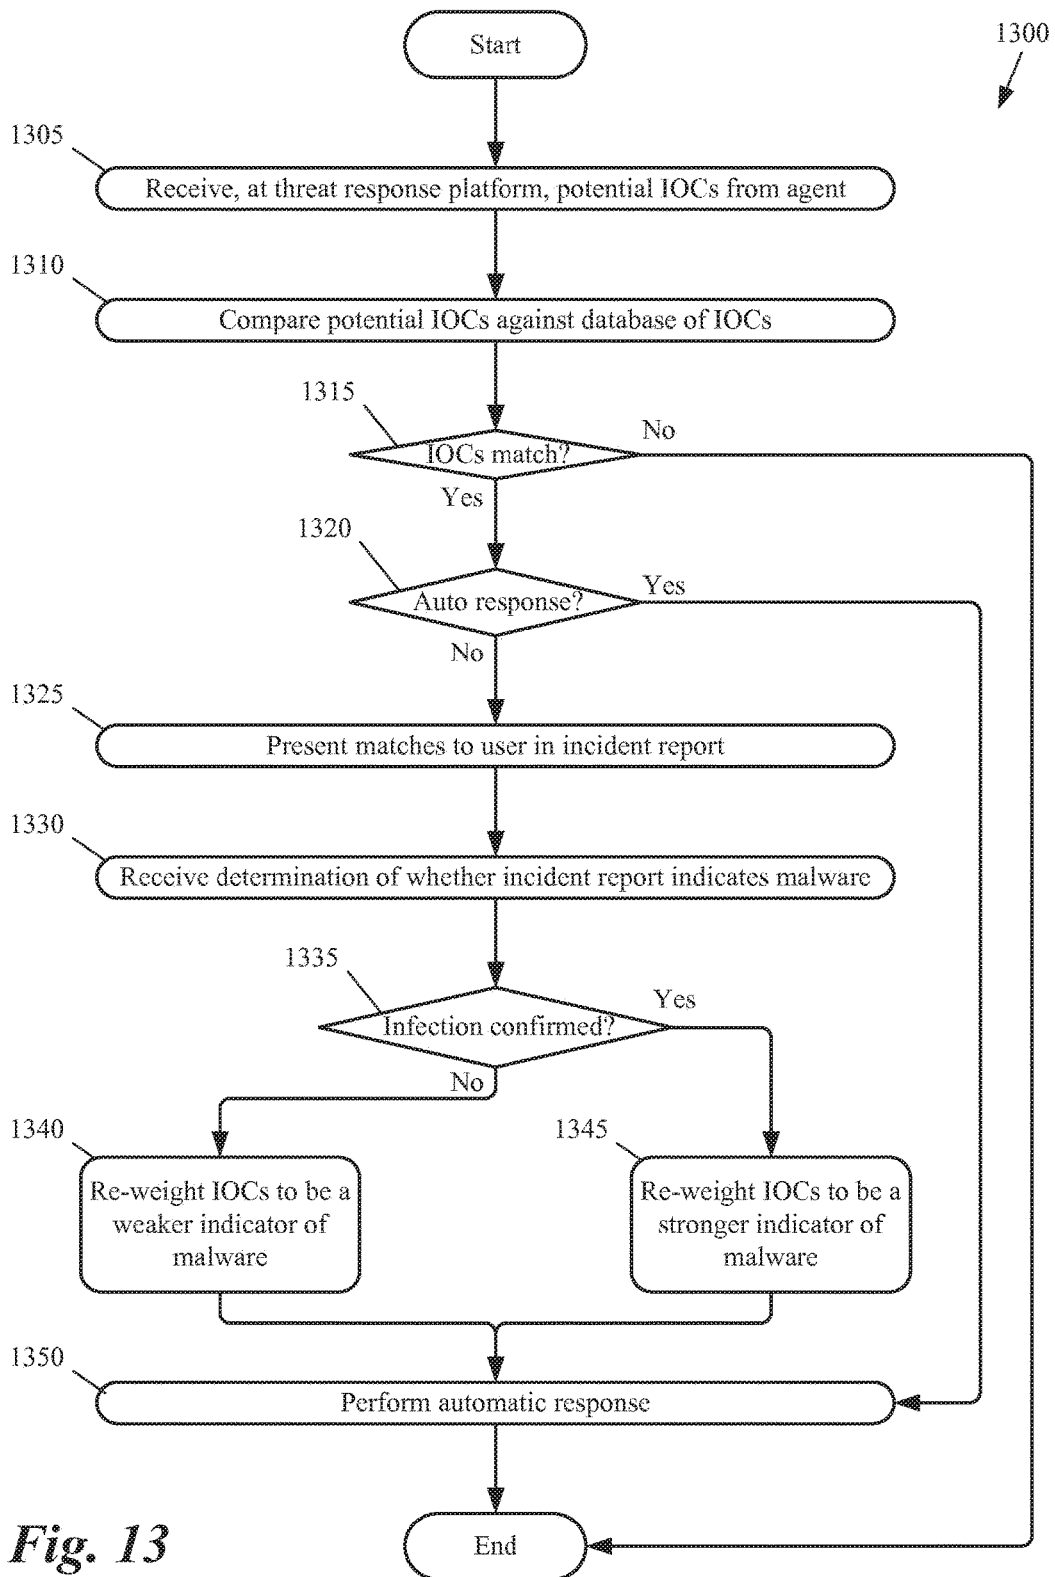 Start
1300
1305
Receive, at threat response platform, potential IOCs from agent
1310
Compare potential IOCs against database of IOCs
1315
No
IOCs match?
Yes
1320
Yes
Auto response?
No
1325
Present matches to user in incident report
1330
Receive determination of whether incident report indicates malware
1335
Yes
Infection confirmed?
No
1340
1345
Re-weight IOCs to be a
weaker indicator of
malware
Re-weight IOCs to be a
stronger indicator of
malware
1350
Perform automatic response
End
Fig. 13